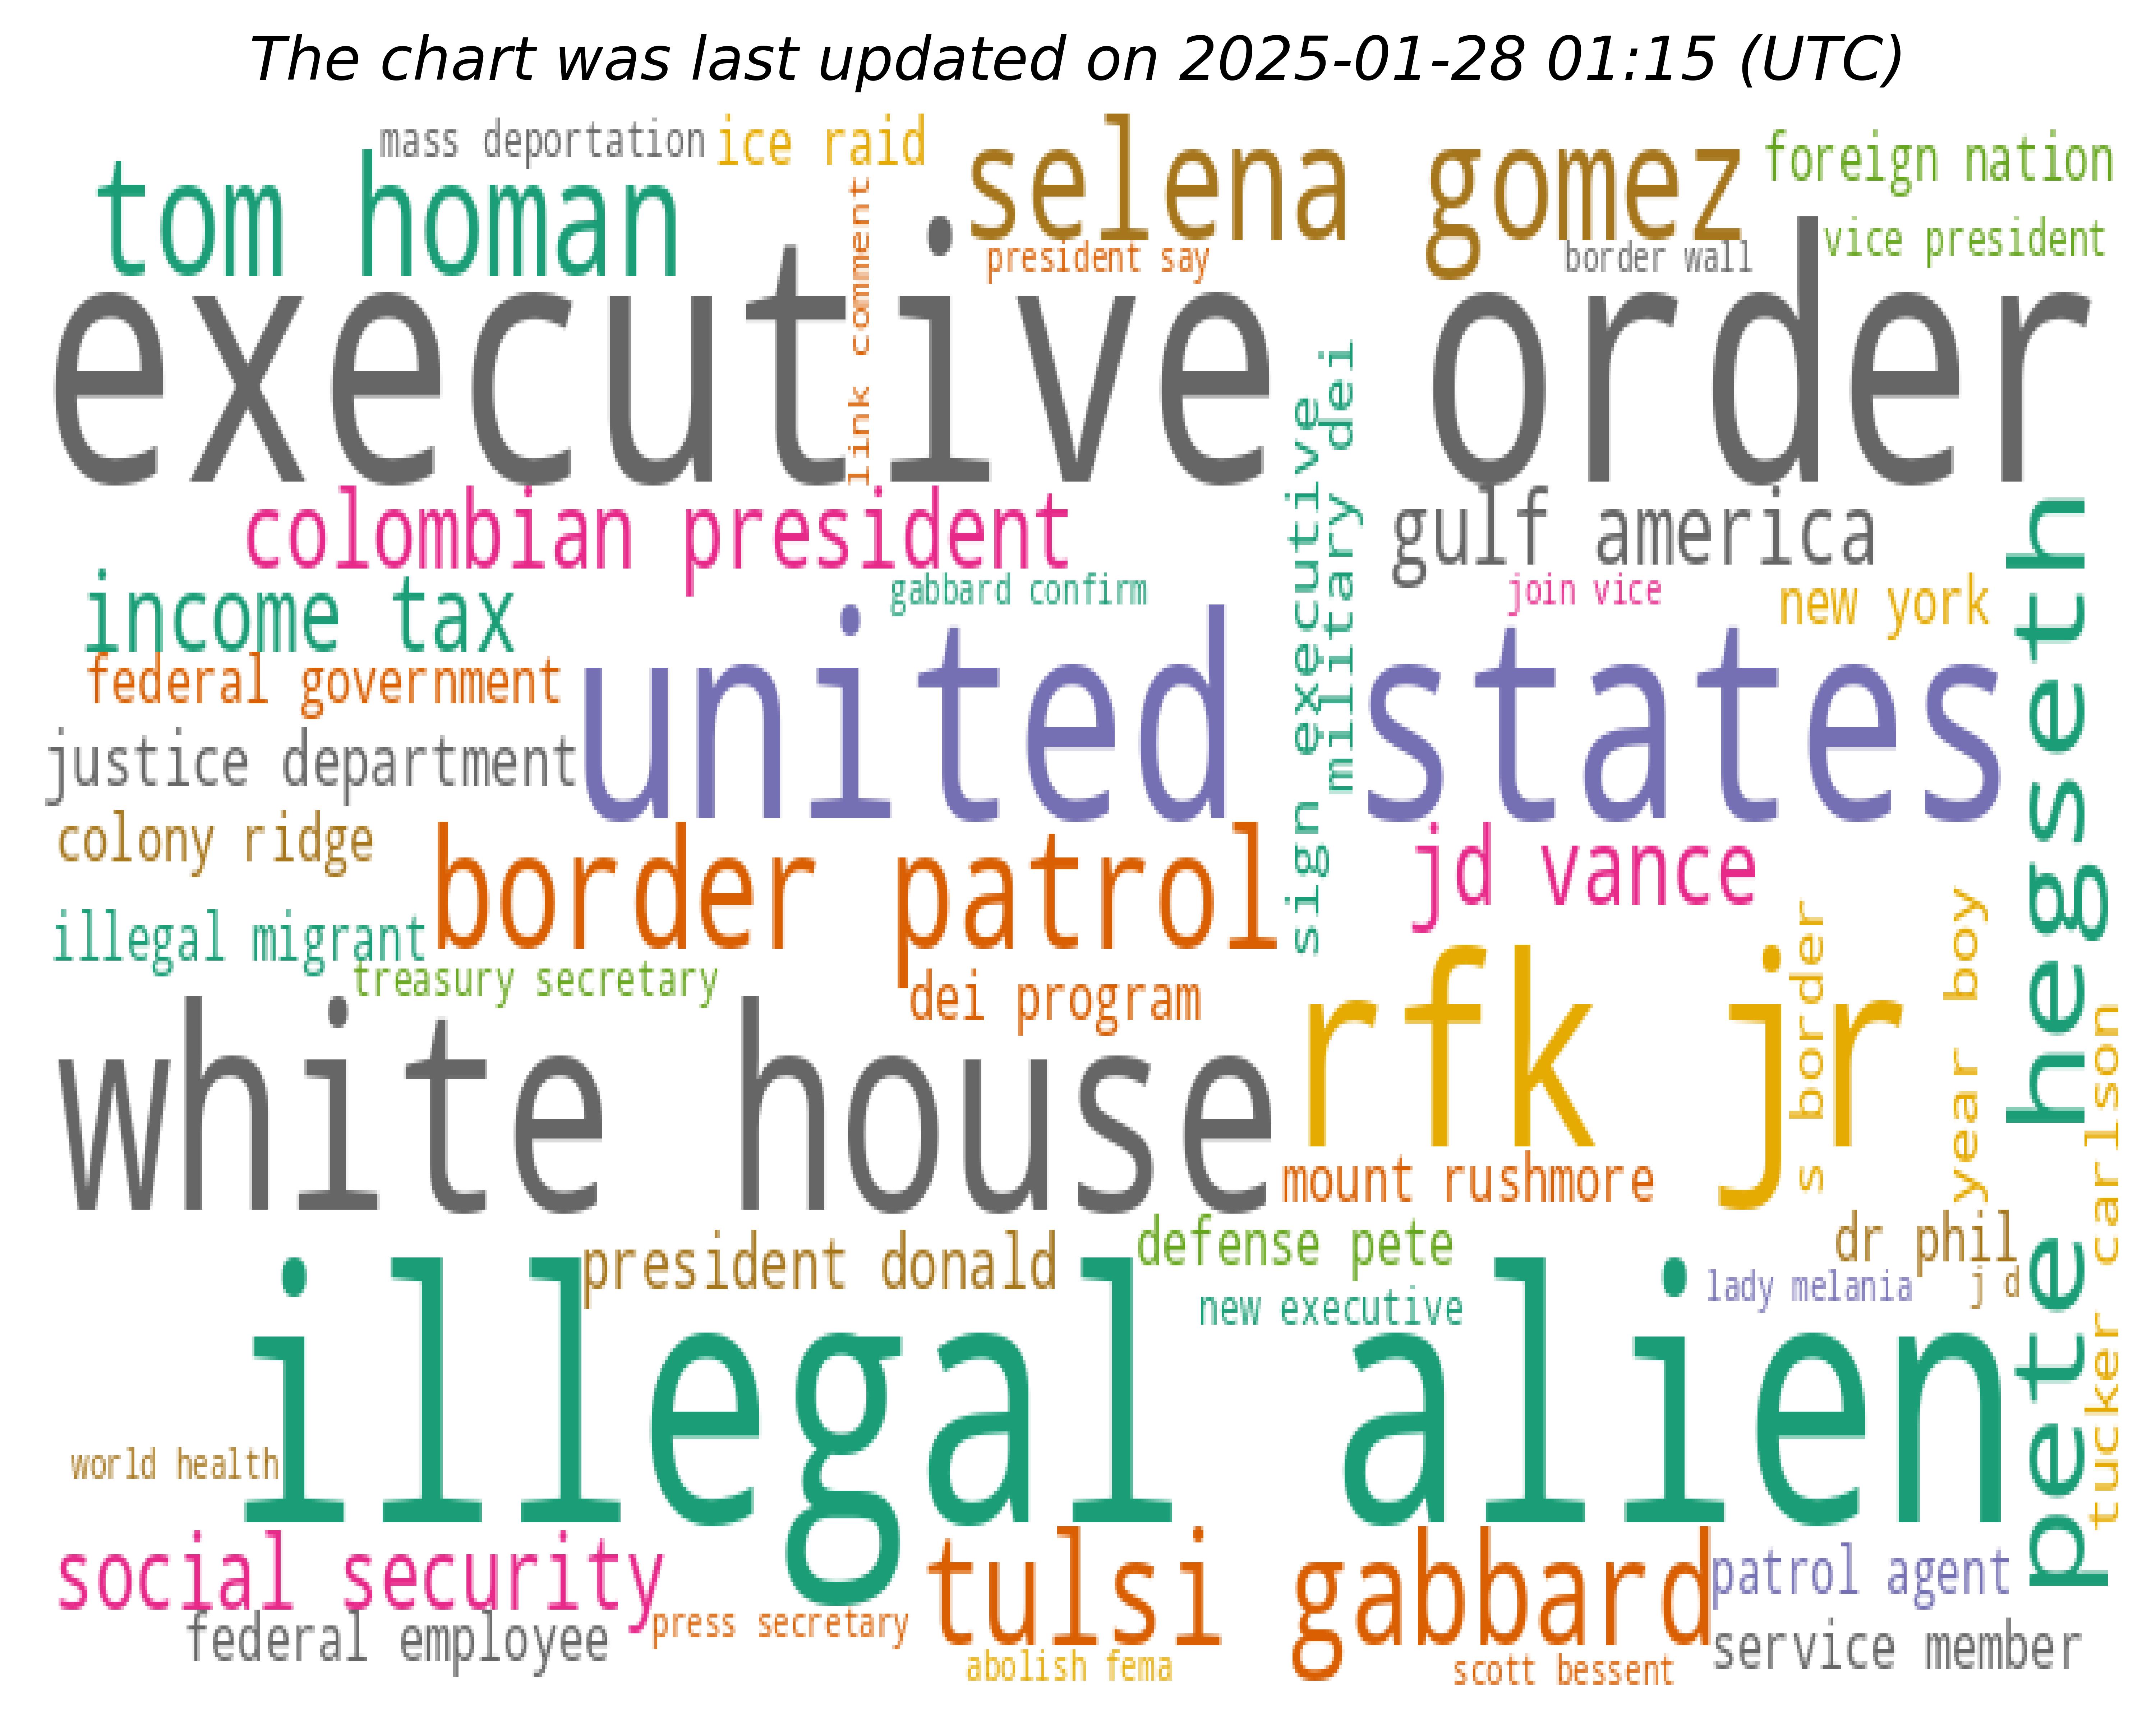 The chart was last updated on 2025-01-28 01:15 (UTC)
mass deportation
ice raid
selena gomez
foreign nation
tom homan
link comment
president say
border wall
vice president
executive order
colombian president
sign executive
military dei
gulf america
pete hegseth
income tax
gabbard confirm
join vice
new york
federal government
united states
justice department
colony ridge
border patrol
jd vance
illegal migrant
treasury secretary
dei program
rfk jr
s border
year boy
tucker carlson
white house
mount rushmore
president donald
defense pete
dr phil
new executive
lady melania
j d
illegal alien
world health
social security
tulsi gabbard
patrol agent
federal employee
press secretary
abolish fema
scott bessent
service member